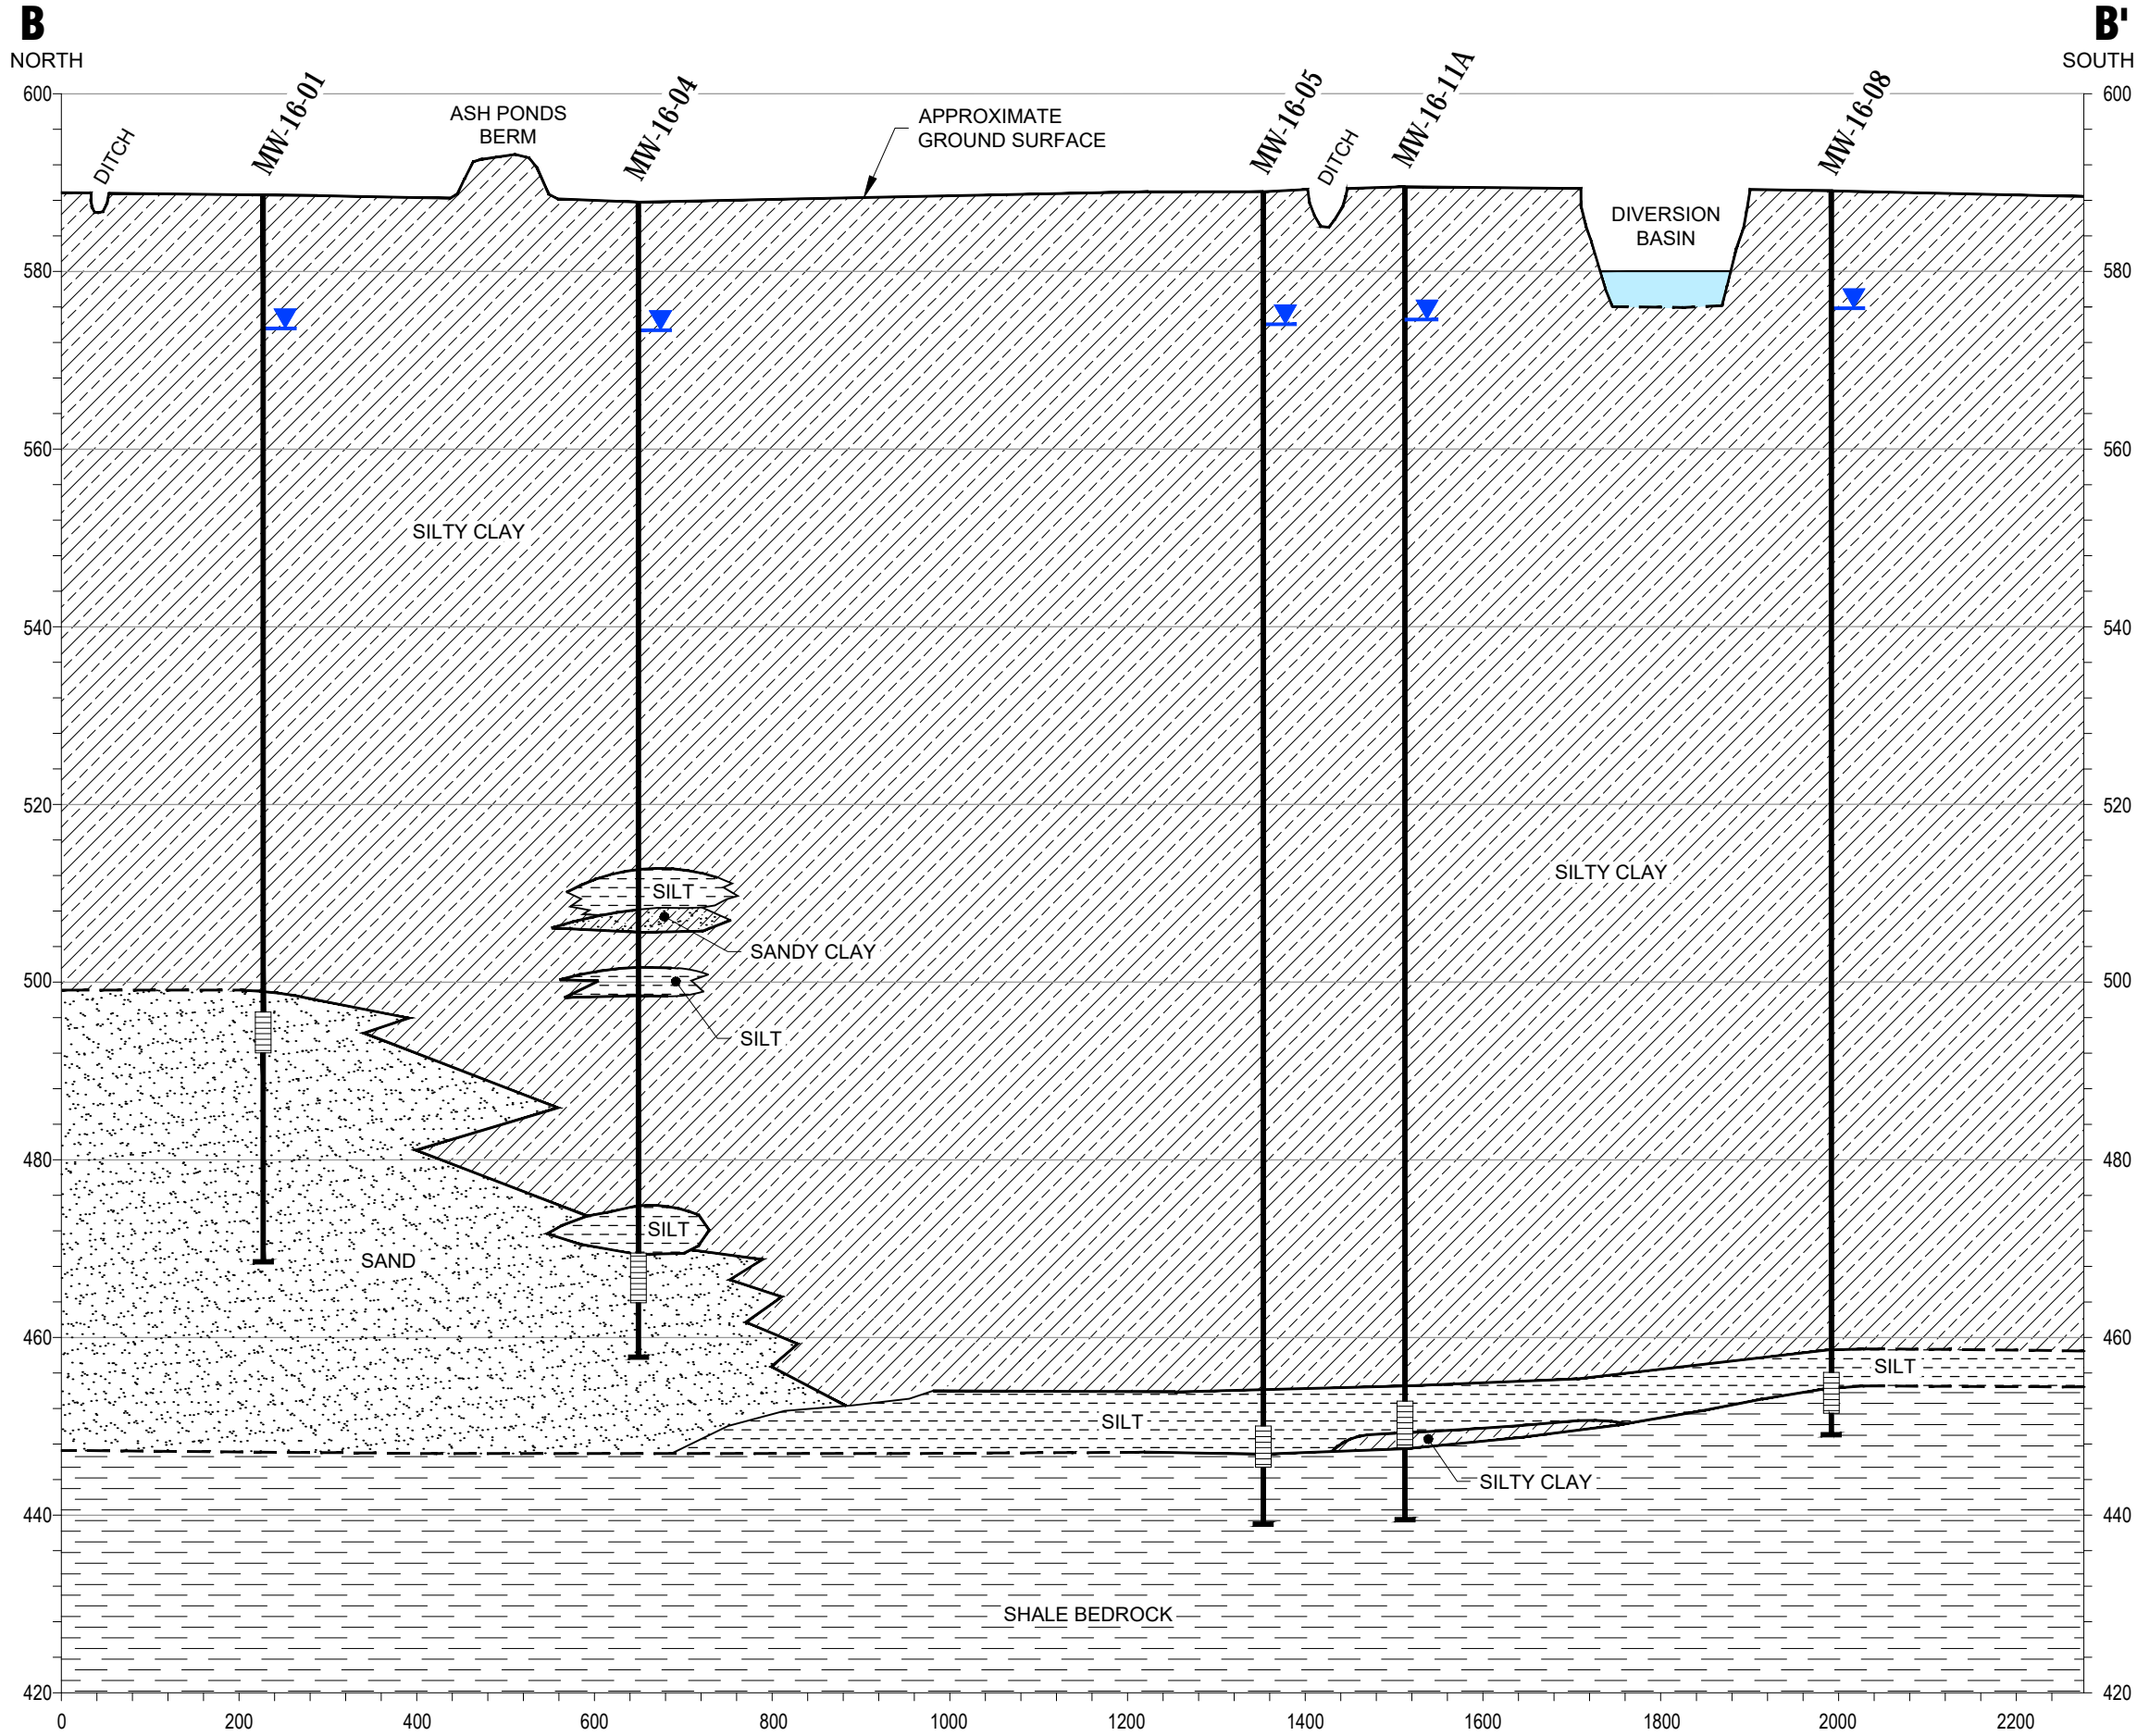 B
B'
NORTH
SOUTH
MW-16-01
MW-16-04
MW-16-05
MW-16-11A
MW-16-08
600
600
DITCH
ASH PONDS
BERM
APPROXIMATE
GROUND SURFACE
DITCH
DIVERSION
BASIN
580
580
560
560
SILTY CLAY
540
540
520
520
SILTY CLAY
SILT
SANDY CLAY
500
500
SILT
480
480
SILT
SAND
460
460
SILT
SILT
SILTY CLAY
440
440
SHALE BEDROCK
420
420
0
200
400
600
800
1000
1200
1400
1600
1800
2000
2200